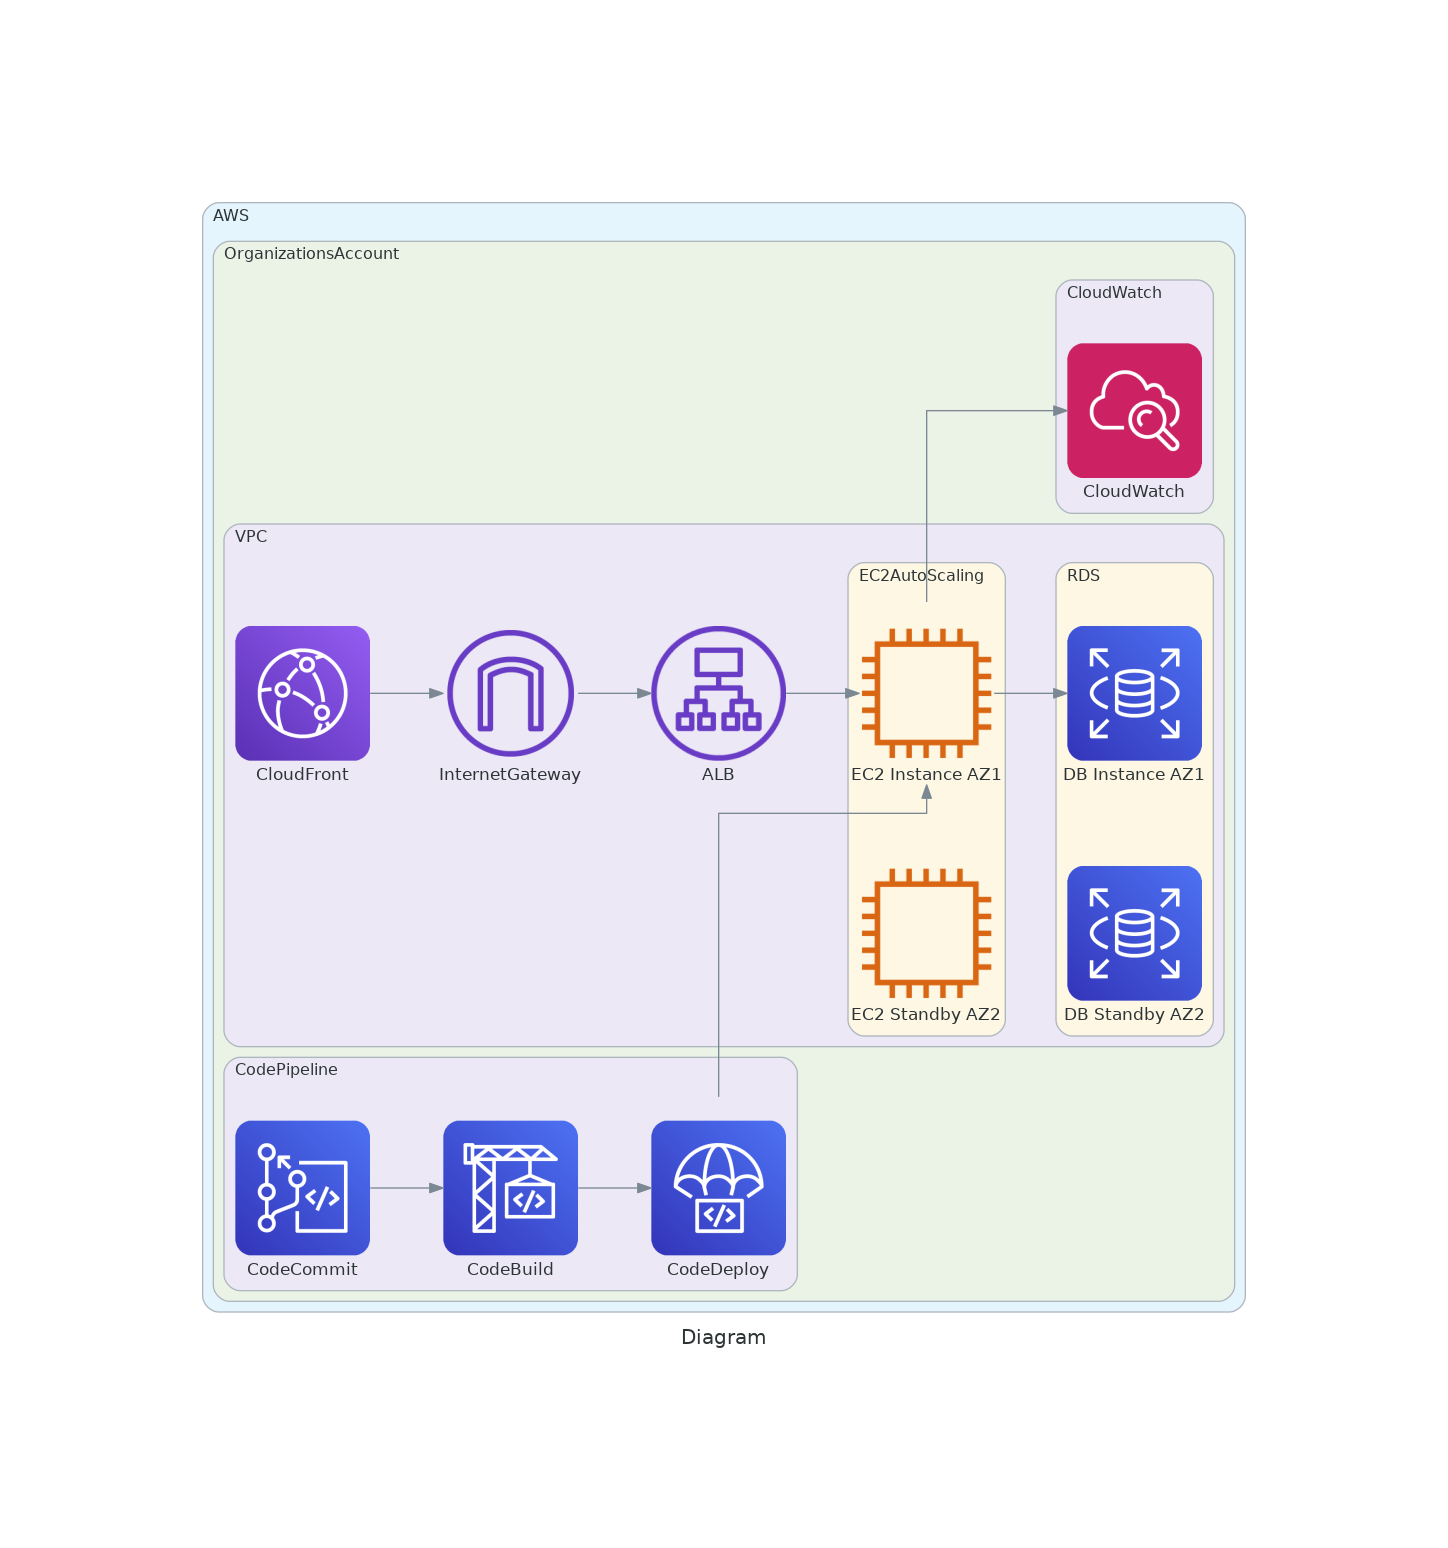 AWS
OrganizationsAccount
CloudWatch
CloudWatch
VPC
EC2AutoScaling
RDS
CloudFront
InternetGateway
ALB
EC2 Instance AZ1
DB Instance AZ1
EC2 Standby AZ2
DB Standby AZ2
CodePipeline
CodeCommit
CodeBuild
CodeDeploy
Diagram